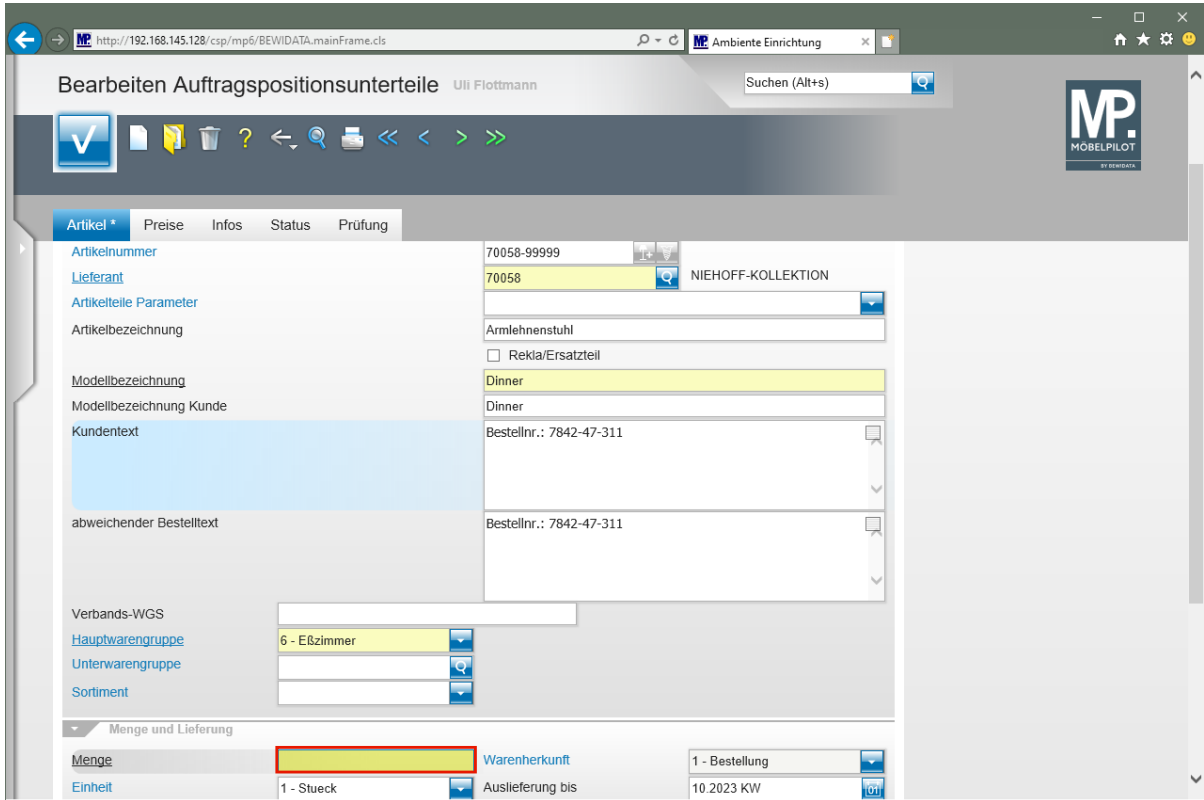 http://192.168.145.128/csp/mp6/BEWIDATA.mainFrame.cls
MP. Ambiente Einrichtung
Bearbeiten Auftragspositionsunterteile Uli Flottmann
Suchen (Alt+s)
MP.
MÖBELPILOT
BY BEWIDATA
Artikel * Preise Infos Status Prüfung
Artikelnummer 70058-99999
Lieferant 70058 NIEHOFF-KOLLEKTION
Artikelteile Parameter
Artikelbezeichnung Armlehnenstuhl
Rekla/Ersatzteil
Modellbezeichnung Dinner
Modellbezeichnung Kunde Dinner
Kundentext Bestellnr.: 7842-47-311
abweichender Bestelltext Bestellnr.: 7842-47-311
Verbands-WGS
Hauptwarengruppe 6 - Eßzimmer
Unterwarengruppe
Sortiment
Menge und Lieferung
Menge Warenherkunft 1 - Bestellung
Einheit 1 - Stueck Auslieferung bis 10.2023 KW